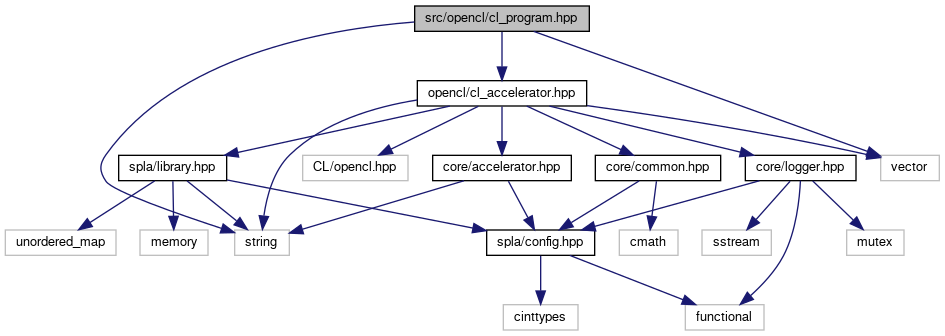 src/opencl/cl_program.hpp
opencl/cl_accelerator.hpp
spla/library.hpp
CL/opencl.hpp
core/accelerator.hpp
core/common.hpp
core/logger.hpp
vector
unordered_map
memory
string
spla/config.hpp
cmath
sstream
mutex
cinttypes
functional